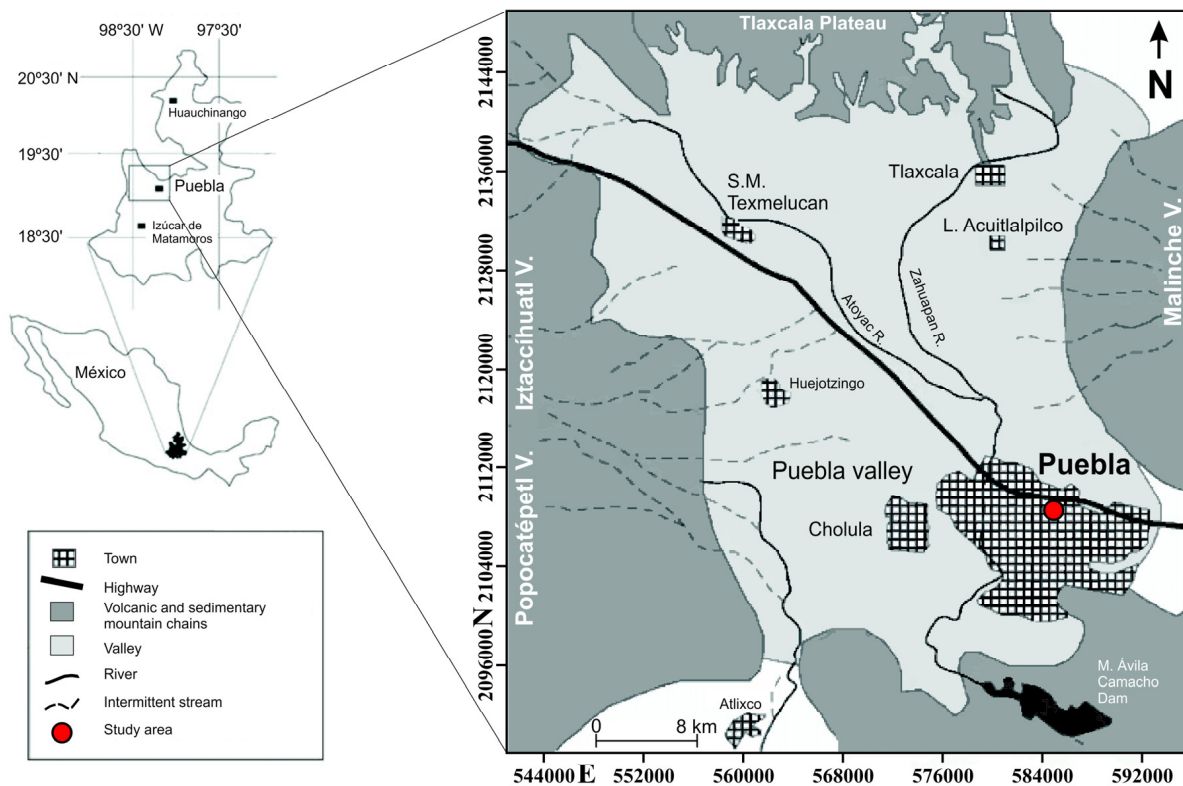 98º30' W
97º30'
20º30' N
Huauchinango
19º30'
Puebla
Izúcar de
Matamoros
18º30'
México
Town
Highway
Volcanic and sedimentary
mountain chains
Valley
River
Intermittent stream
Study area
Tlaxcala Plateau
N
2144000
2136000
2128000
2120000
2112000
2104000
2096000 N
Tlaxcala
S.M.
Texmelucan
L. Acuitlalpilco
Malinche V.
Iztaccihuatl V.
Atoyac R.
Zahuapan R.
Huejotzingo
Puebla
Puebla valley
Cholula
Popocatépetl V.
M. Ávila
Camacho
Dam
Atlixco
0 8 km
544000 E 552000 560000 568000 576000 584000 592000